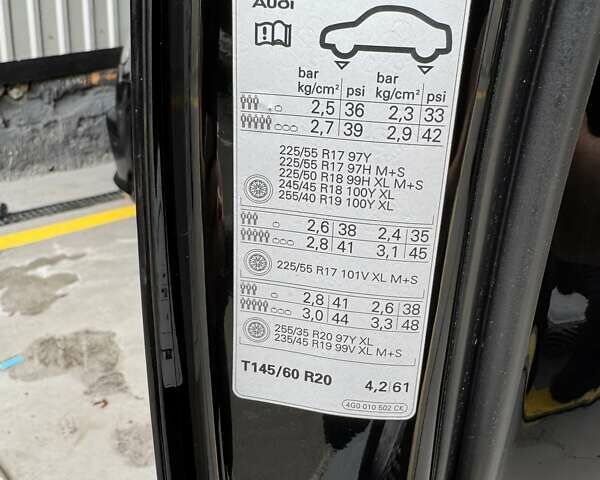 Audi
bar psi bar psi
kg/cm² kg/cm²
2,5 36 2,3 33
2,7 39 2,9 42
225/55 R17 97Y
225/55 R17 97H M+S
225/50 R18 99H XL M+S
245/45 R18 100Y XL
255/40 R19 100Y XL
2,6 38 2,4 35
2,8 41 3,1 45
225/55 R17 101V XL M+S
2,8 41 2,6 38
3,0 44 3,3 48
255/35 R20 97Y XL
235/45 R19 99V XL M+S
T145/60 R20 4,2 61
4G0 010 502 CK